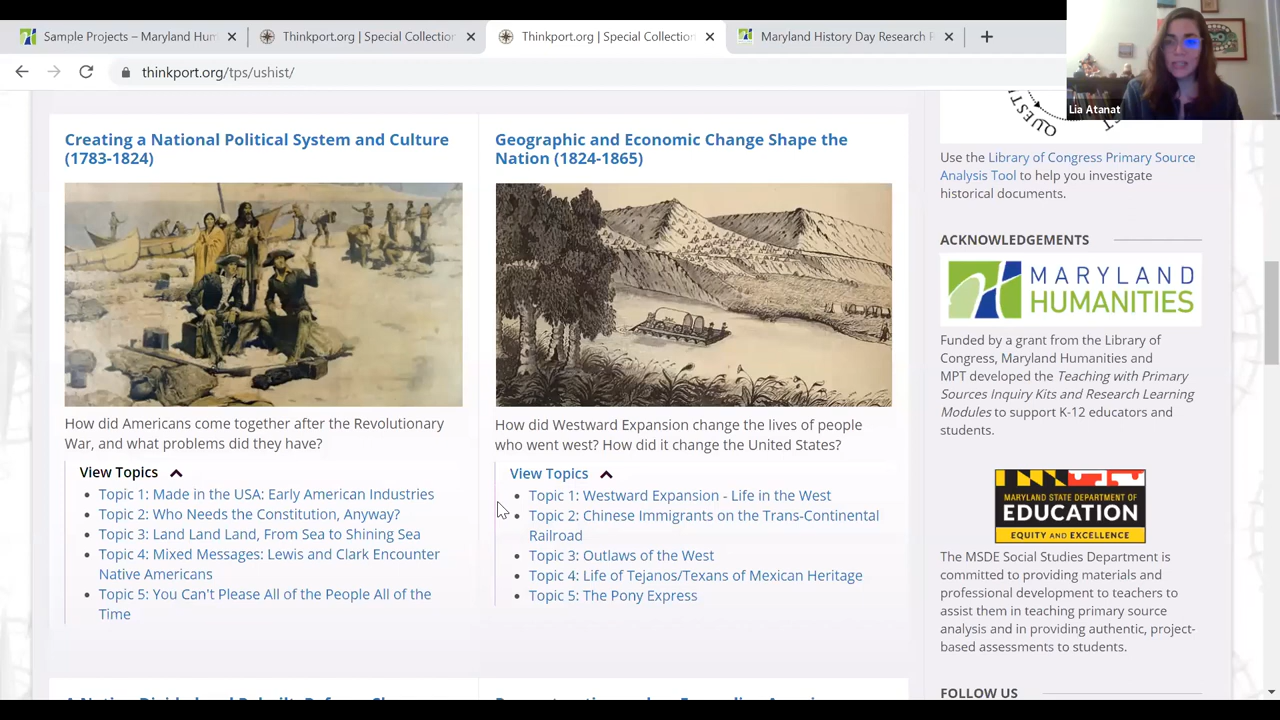 Sample Projects – Maryland Hum
Thinkport.org | Special Collection
Thinkport.org | Special Collection
Maryland History Day Research R
thinkport.org/tps/ushist/
Lia Atanat
Creating a National Political System and Culture
(1783-1824)
How did Americans come together after the Revolutionary
War, and what problems did they have?
View Topics
Topic 1: Made in the USA: Early American Industries
Topic 2: Who Needs the Constitution, Anyway?
Topic 3: Land Land Land, From Sea to Shining Sea
Topic 4: Mixed Messages: Lewis and Clark Encounter
Native Americans
Topic 5: You Can't Please All of the People All of the
Time
Geographic and Economic Change Shape the
Nation (1824-1865)
How did Westward Expansion change the lives of people
who went west? How did it change the United States?
View Topics
Topic 1: Westward Expansion - Life in the West
Topic 2: Chinese Immigrants on the Trans-Continental
Railroad
Topic 3: Outlaws of the West
Topic 4: Life of Tejanos/Texans of Mexican Heritage
Topic 5: The Pony Express
Use the Library of Congress Primary Source
Analysis Tool to help you investigate
historical documents.
ACKNOWLEDGEMENTS
MARYLAND
HUMANITIES
Funded by a grant from the Library of
Congress, Maryland Humanities and
MPT developed the Teaching with Primary
Sources Inquiry Kits and Research Learning
Modules to support K-12 educators and
students.
MARYLAND STATE DEPARTMENT OF
EDUCATION
EQUITY AND EXCELLENCE
The MSDE Social Studies Department is
committed to providing materials and
professional development to teachers to
assist them in teaching primary source
analysis and in providing authentic, project-
based assessments to students.
FOLLOW US